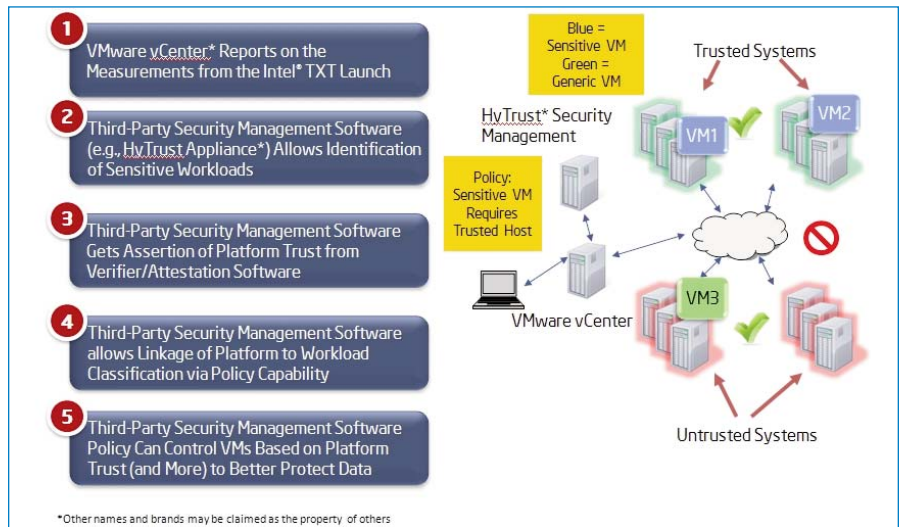 1
VMware vCenter* Reports on the
Measurements from the Intel® TXT Launch
2
Third-Party Security Management Software
(e.g., HyTrust Appliance*) Allows Identification
of Sensitive Workloads
3
Third-Party Security Management Software
Gets Assertion of Platform Trust from
Verifier/Attestation Software
4
Third-Party Security Management Software
allows Linkage of Platform to Workload
Classification via Policy Capability
5
Third-Party Security Management Software
Policy Can Control VMs Based on Platform
Trust (and More) to Better Protect Data
Blue =
Sensitive VM
Green =
Generic VM
Trusted Systems
HyTrust* Security
Management
VM1
VM2
Policy:
Sensitive VM
Requires
Trusted Host
VM3
VMware vCenter
Untrusted Systems
*Other names and brands may be claimed as the property of others